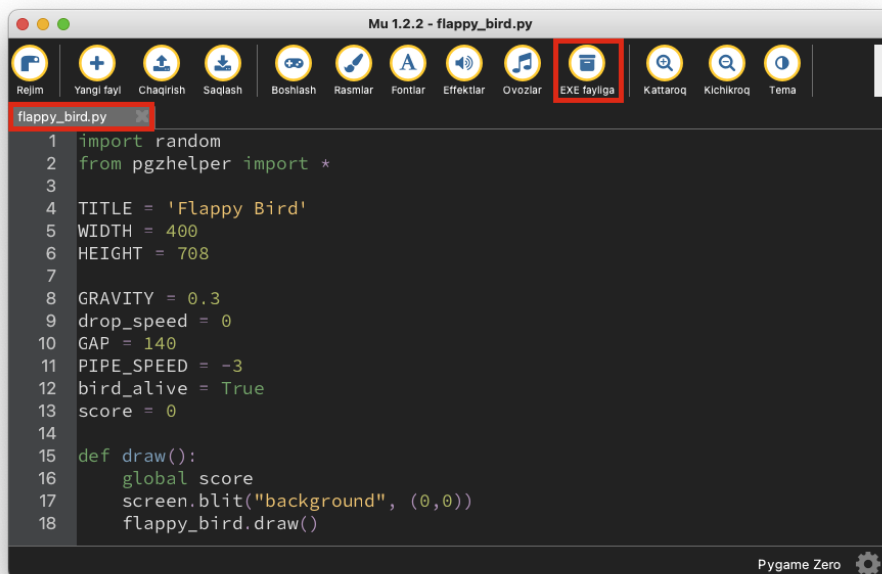 Mu 1.2.2 - flappy_bird.py
Rejim Yangi fayl Chaqirish Saqlash Boshlash Rasmlar Fontlar Effektlar Ovozlar EXE fayliga Kattaroq Kichikroq Tema
flappy_bird.py
1 import random
2 from pgzhelper import *
3
4 TITLE = 'Flappy Bird'
5 WIDTH = 400
6 HEIGHT = 708
7
8 GRAVITY = 0.3
9 drop_speed = 0
10 GAP = 140
11 PIPE_SPEED = -3
12 bird_alive = True
13 score = 0
14
15 def draw():
16     global score
17     screen.blit("background", (0,0))
18     flappy_bird.draw()
Pygame Zero